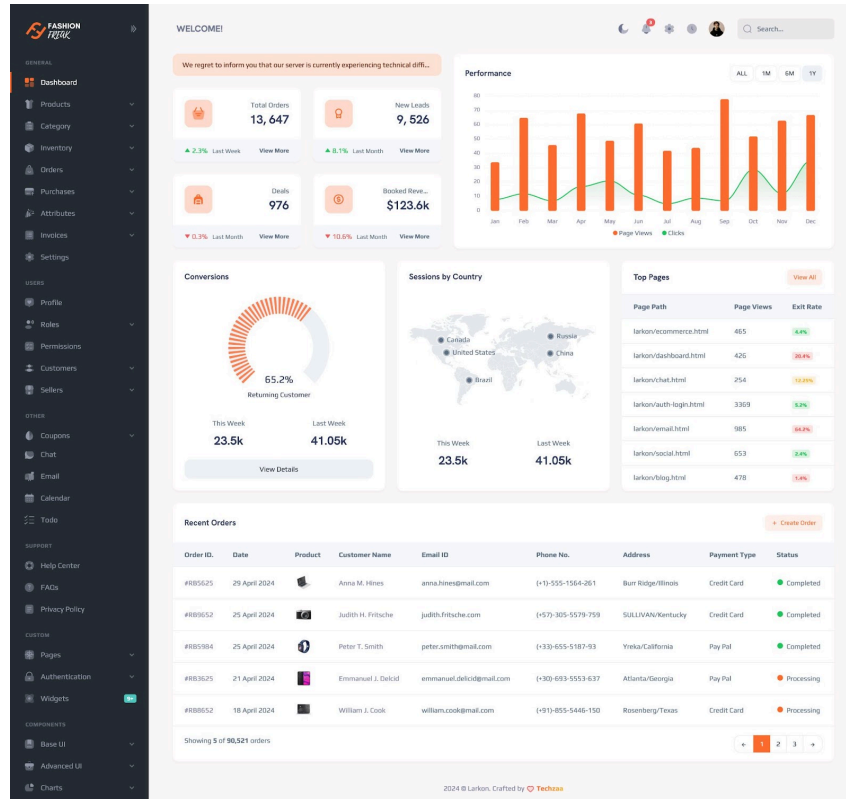 FASHION
FREAK
GENERAL
Dashboard
Products
Category
Inventory
Orders
Purchases
Attributes
Invoices
Settings
USERS
Profile
Roles
Permissions
Customers
Sellers
OTHER
Coupons
Chat
Email
Calendar
Todo
SUPPORT
Help Center
FAQs
Privacy Policy
CUSTOM
Pages
Authentication
Widgets 9+
COMPONENTS
Base UI
Advanced UI
Charts
WELCOME!
3
Search...
We regret to inform you that our server is currently experiencing technical diffi...
Total Orders
13, 647
2.3% Last Week View More
New Leads
9, 526
8.1% Last Month View More
Deals
976
0.3% Last Month View More
Booked Reve...
$123.6k
10.6% Last Month View More
Performance
ALL 1M 6M 1Y
80
70
60
50
40
30
20
10
0
Jan Feb Mar Apr May Jun Jul Aug Sep Oct Nov Dec
Page Views Clicks
Conversions
65.2%
Returning Customer
This Week Last Week
23.5k 41.05k
View Details
Sessions by Country
Canada
Russia
United States
China
Brazil
This Week Last Week
23.5k 41.05k
Top Pages View All
Page Path Page Views Exit Rate
larkon/ecommerce.html 465 4.4%
larkon/dashboard.html 426 20.4%
larkon/chat.html 254 12.25%
larkon/auth-login.html 3369 5.2%
larkon/email.html 985 64.2%
larkon/social.html 653 2.4%
larkon/blog.html 478 1.4%
Recent Orders + Create Order
Order ID. Date Product Customer Name Email ID Phone No. Address Payment Type Status
#RB5625 29 April 2024 Anna M. Hines anna.hines@mail.com (+1)-555-1564-261 Burr Ridge/Illinois Credit Card Completed
#RB9652 25 April 2024 Judith H. Fritsche judith.fritsche.com (+57)-305-5579-759 SULLIVAN/Kentucky Credit Card Completed
#RB5984 25 April 2024 Peter T. Smith peter.smith@mail.com (+33)-655-5187-93 Yreka/California Pay Pal Completed
#RB3625 21 April 2024 Emmanuel J. Delcid emmanuel.delicid@mail.com (+30)-693-5553-637 Atlanta/Georgia Pay Pal Processing
#RB8652 18 April 2024 William J. Cook william.cook@mail.com (+91)-855-5446-150 Rosenberg/Texas Credit Card Processing
Showing 5 of 90,521 orders
← 1 2 3 →
2024 © Larkon. Crafted by Techzaa